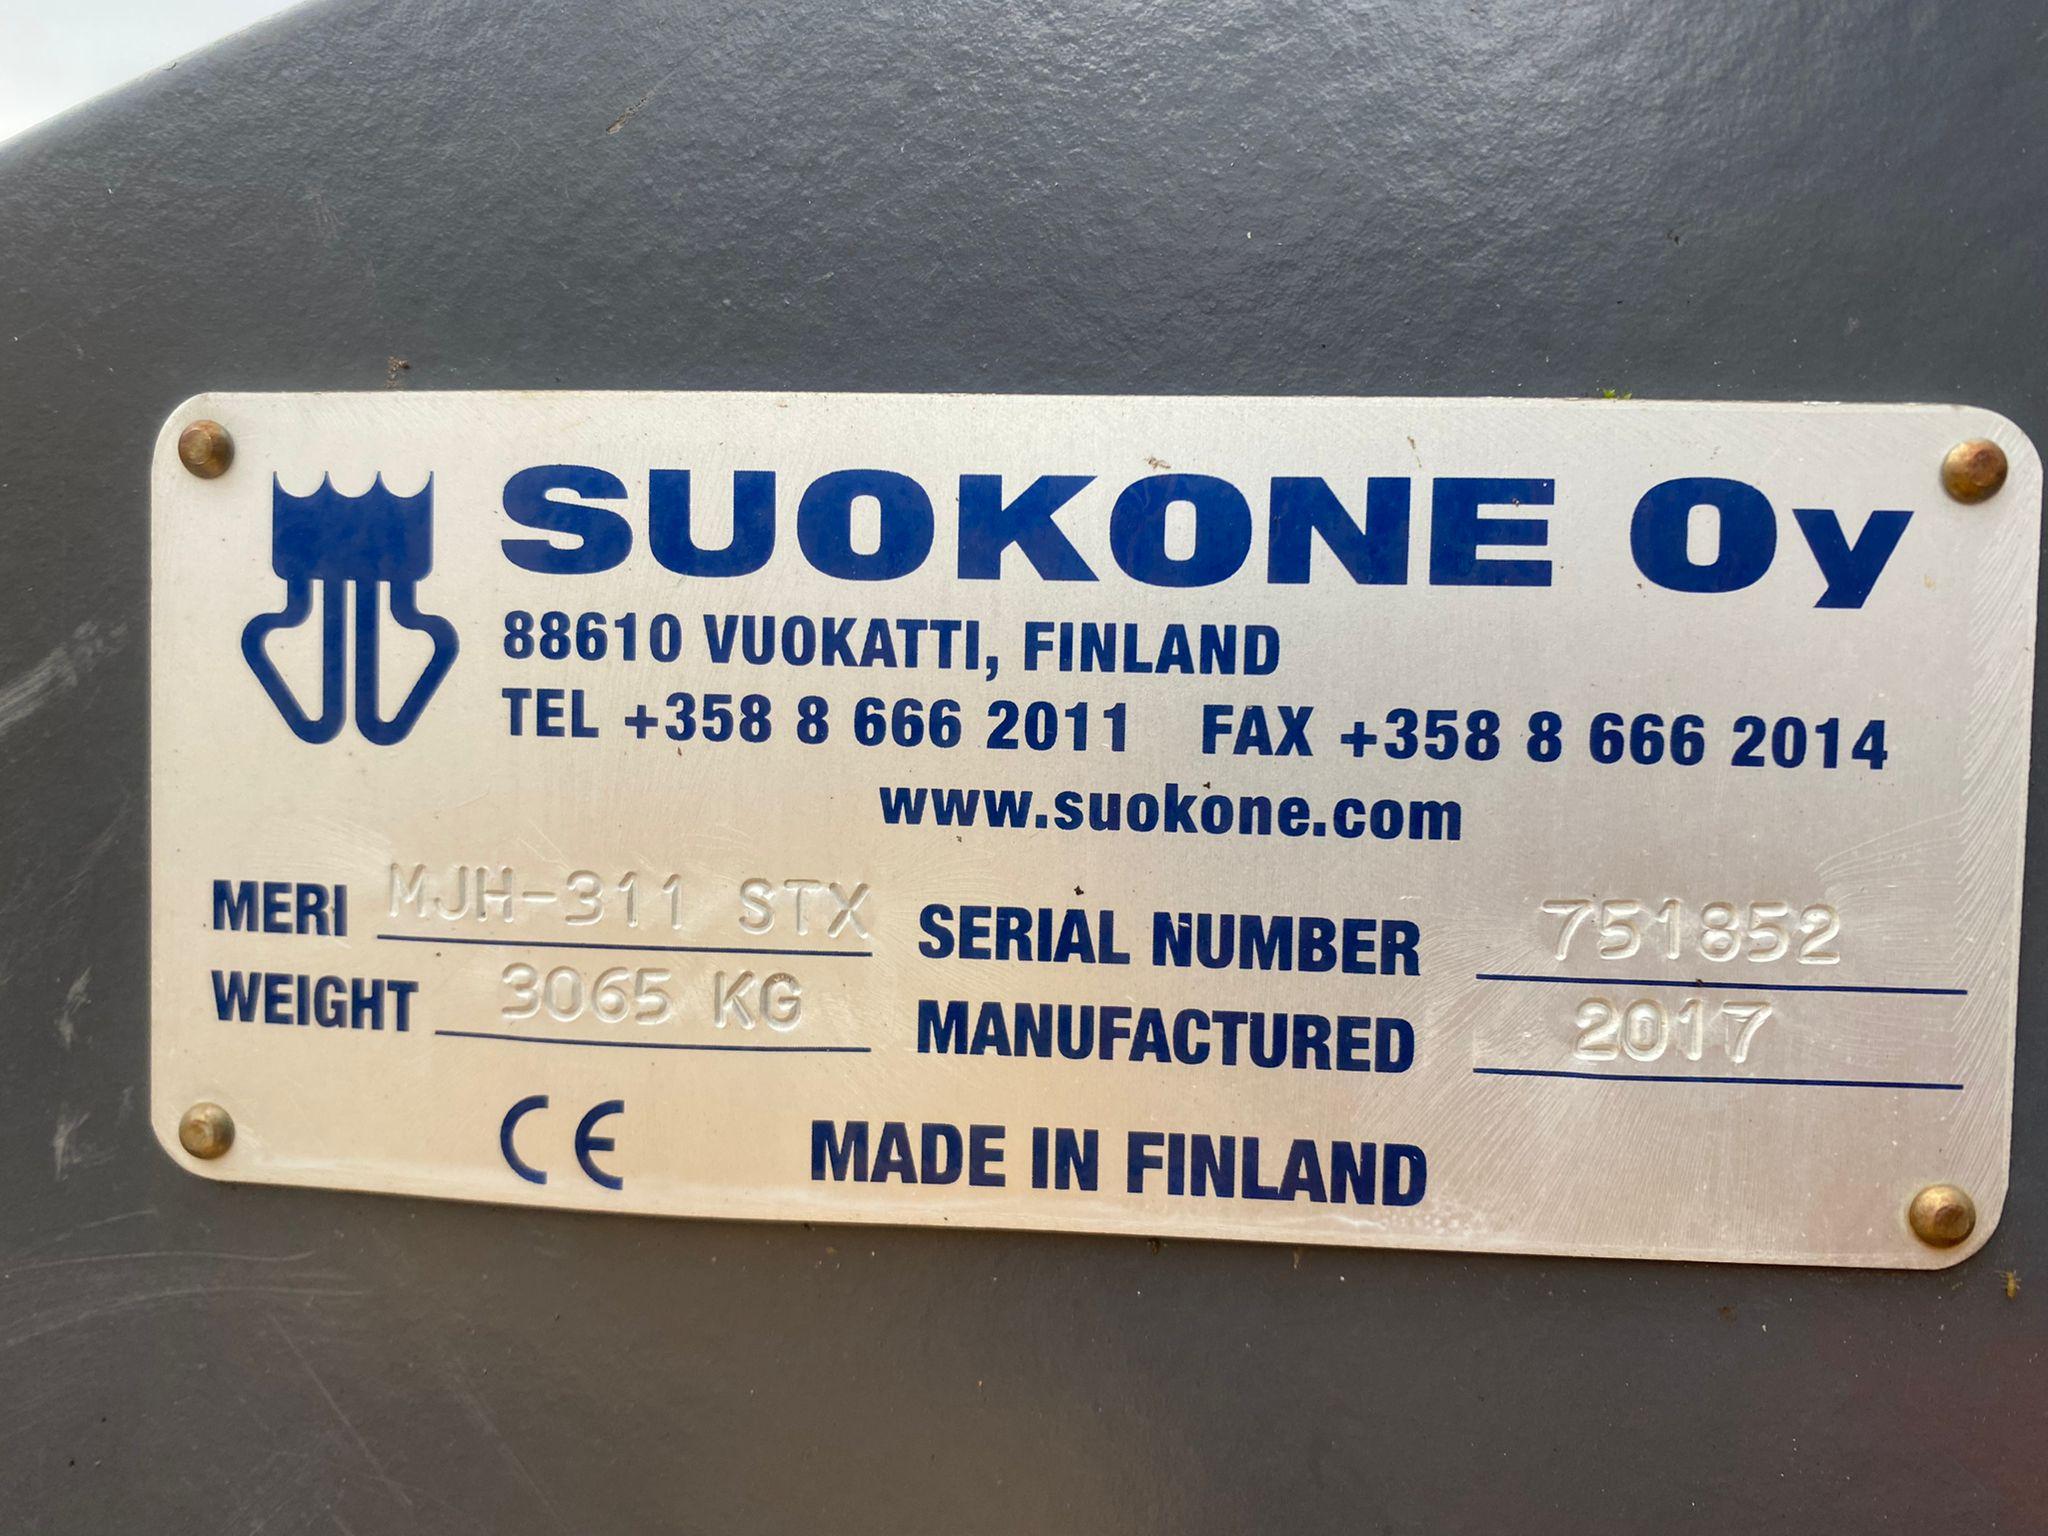 SUOKONE Oy
88610 VUOKATTI, FINLAND
TEL +358 8 666 2011 FAX +358 8 666 2014
www.suokone.com
MERI MJH-311 STX SERIAL NUMBER 751852
WEIGHT 3065 KG MANUFACTURED 2017
CE MADE IN FINLAND